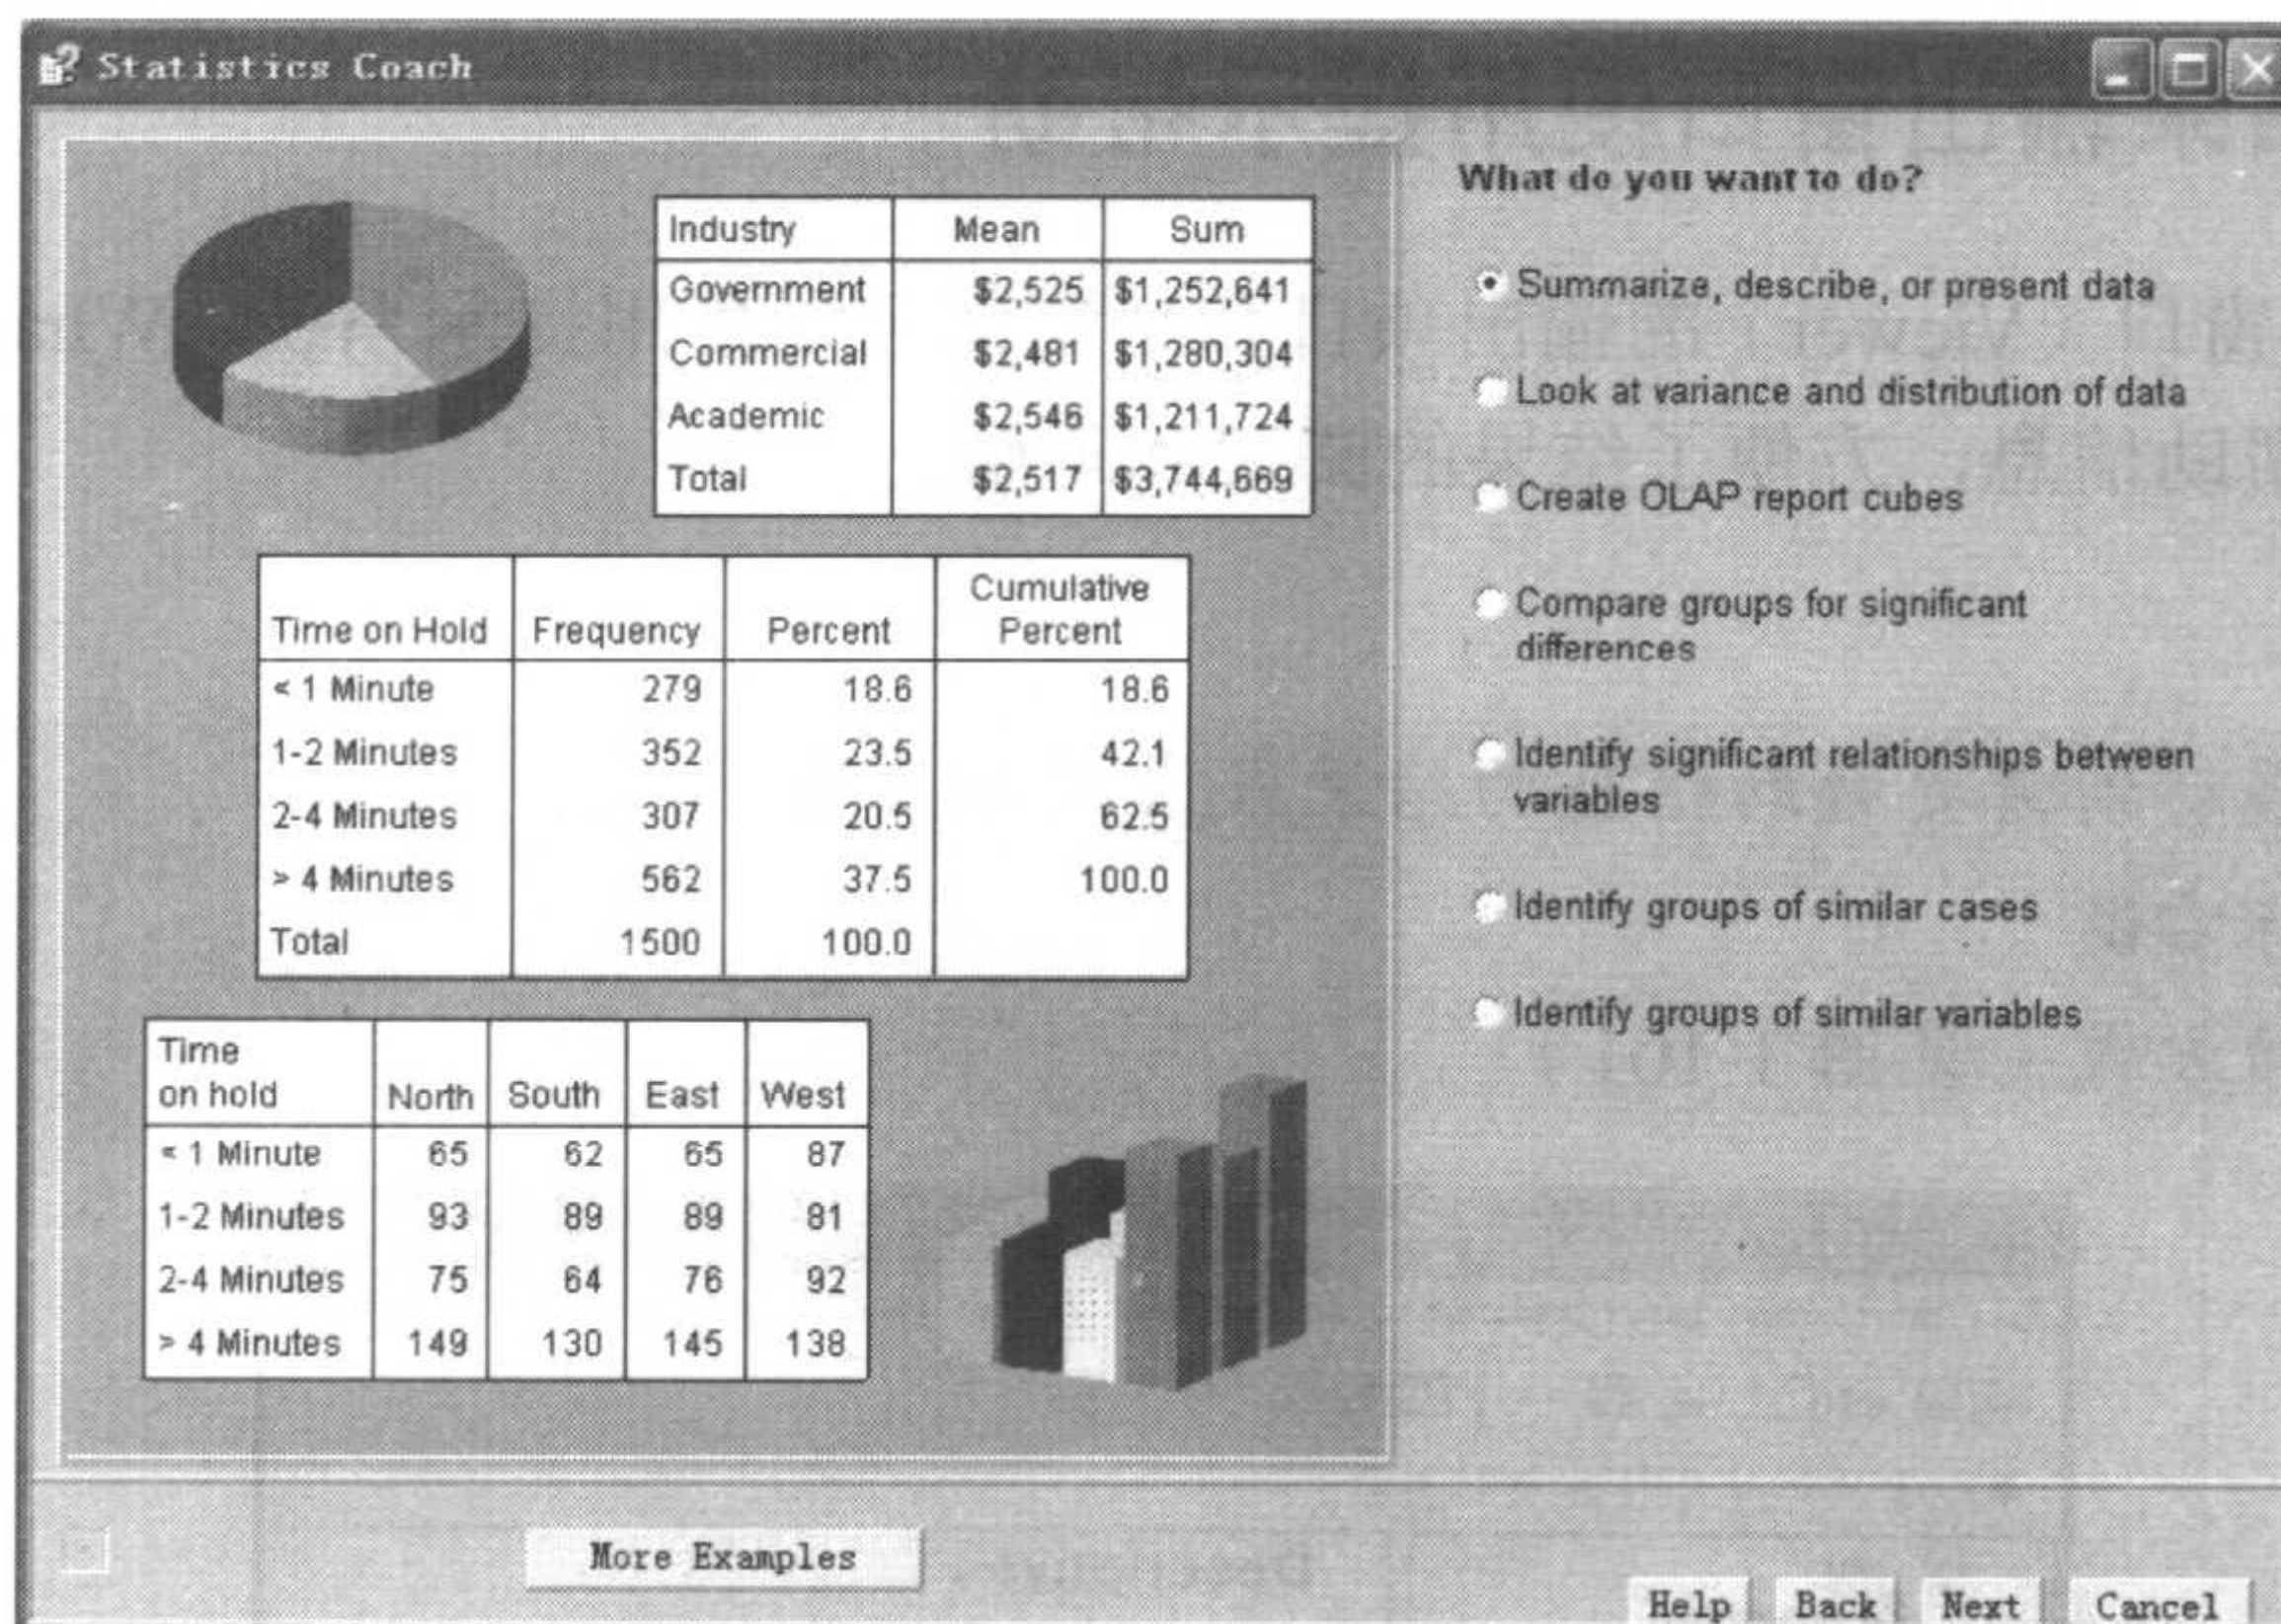 Statistics Coach
What do you want to do?
Industry Mean Sum
Government $2,525 $1,252,641
Commercial $2,481 $1,280,304
Academic $2,546 $1,211,724
Total $2,517 $3,744,669
Time on Hold Frequency Percent Cumulative Percent
< 1 Minute 279 18.6 18.6
1-2 Minutes 352 23.5 42.1
2-4 Minutes 307 20.5 62.5
> 4 Minutes 562 37.5 100.0
Total 1500 100.0
Time
on hold North South East West
< 1 Minute 65 62 65 87
1-2 Minutes 93 89 89 81
2-4 Minutes 75 64 76 92
> 4 Minutes 149 130 145 138
Summarize, describe, or present data
Look at variance and distribution of data
Create OLAP report cubes
Compare groups for significant
differences
Identify significant relationships between
variables
Identify groups of similar cases
Identify groups of similar variables
More Examples
Help Back Next Cancel